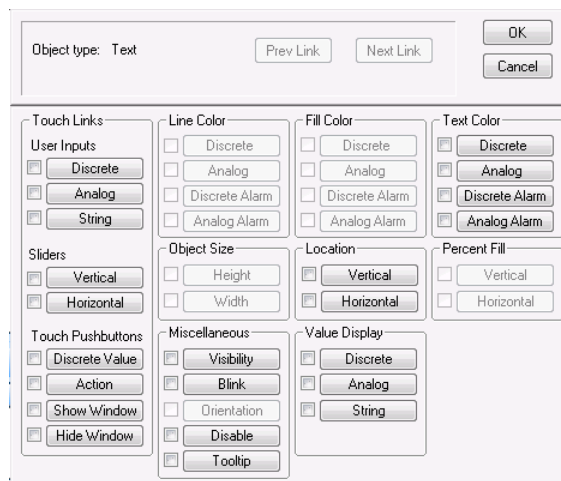 Object type: Text
Prev Link
Next Link
OK
Cancel
Touch Links
User Inputs
Discrete
Analog
String
Sliders
Vertical
Horizontal
Touch Pushbuttons
Discrete Value
Action
Show Window
Hide Window
Line Color
Discrete
Analog
Discrete Alarm
Analog Alarm
Object Size
Height
Width
Miscellaneous
Visibility
Blink
Orientation
Disable
Tooltip
Fill Color
Discrete
Analog
Discrete Alarm
Analog Alarm
Location
Vertical
Horizontal
Value Display
Discrete
Analog
String
Text Color
Discrete
Analog
Discrete Alarm
Analog Alarm
Percent Fill
Vertical
Horizontal